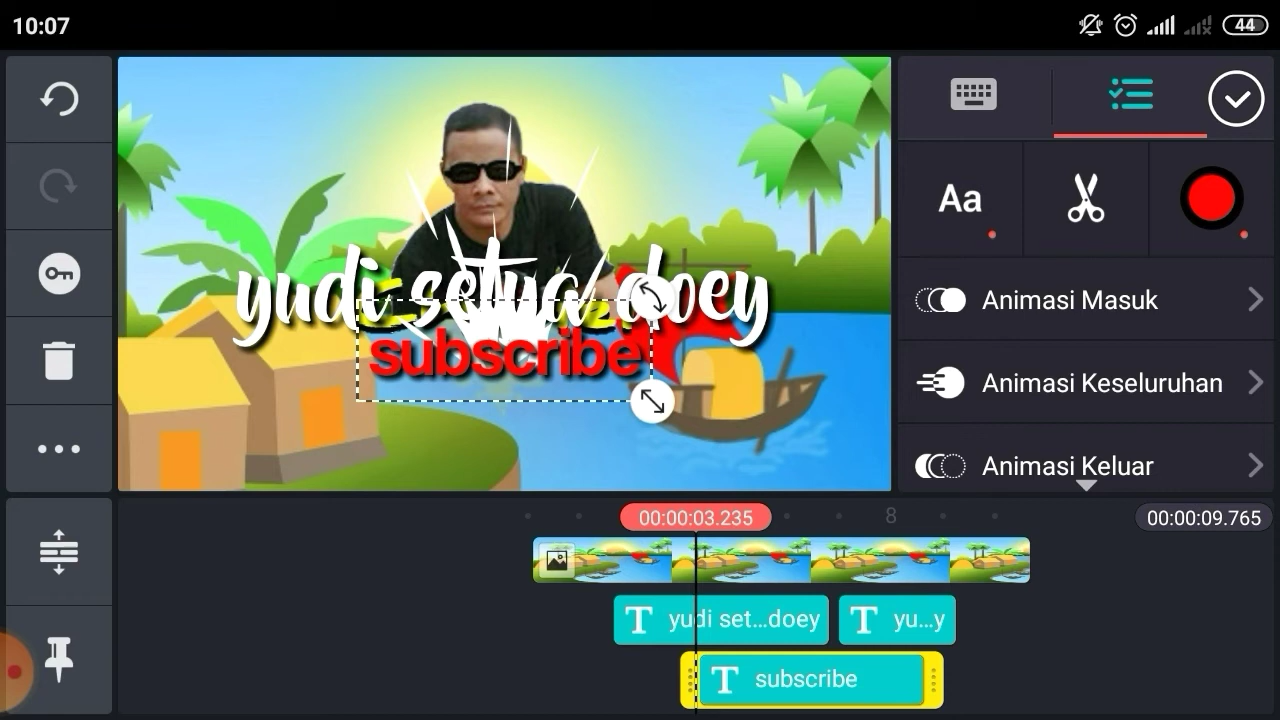 10:07
44
yudi setya doey
subscribe
Aa
Animasi Masuk
Animasi Keseluruhan
Animasi Keluar
00:00:03.235
8
00:00:09.765
T yudi set...doey
T yu...y
T subscribe